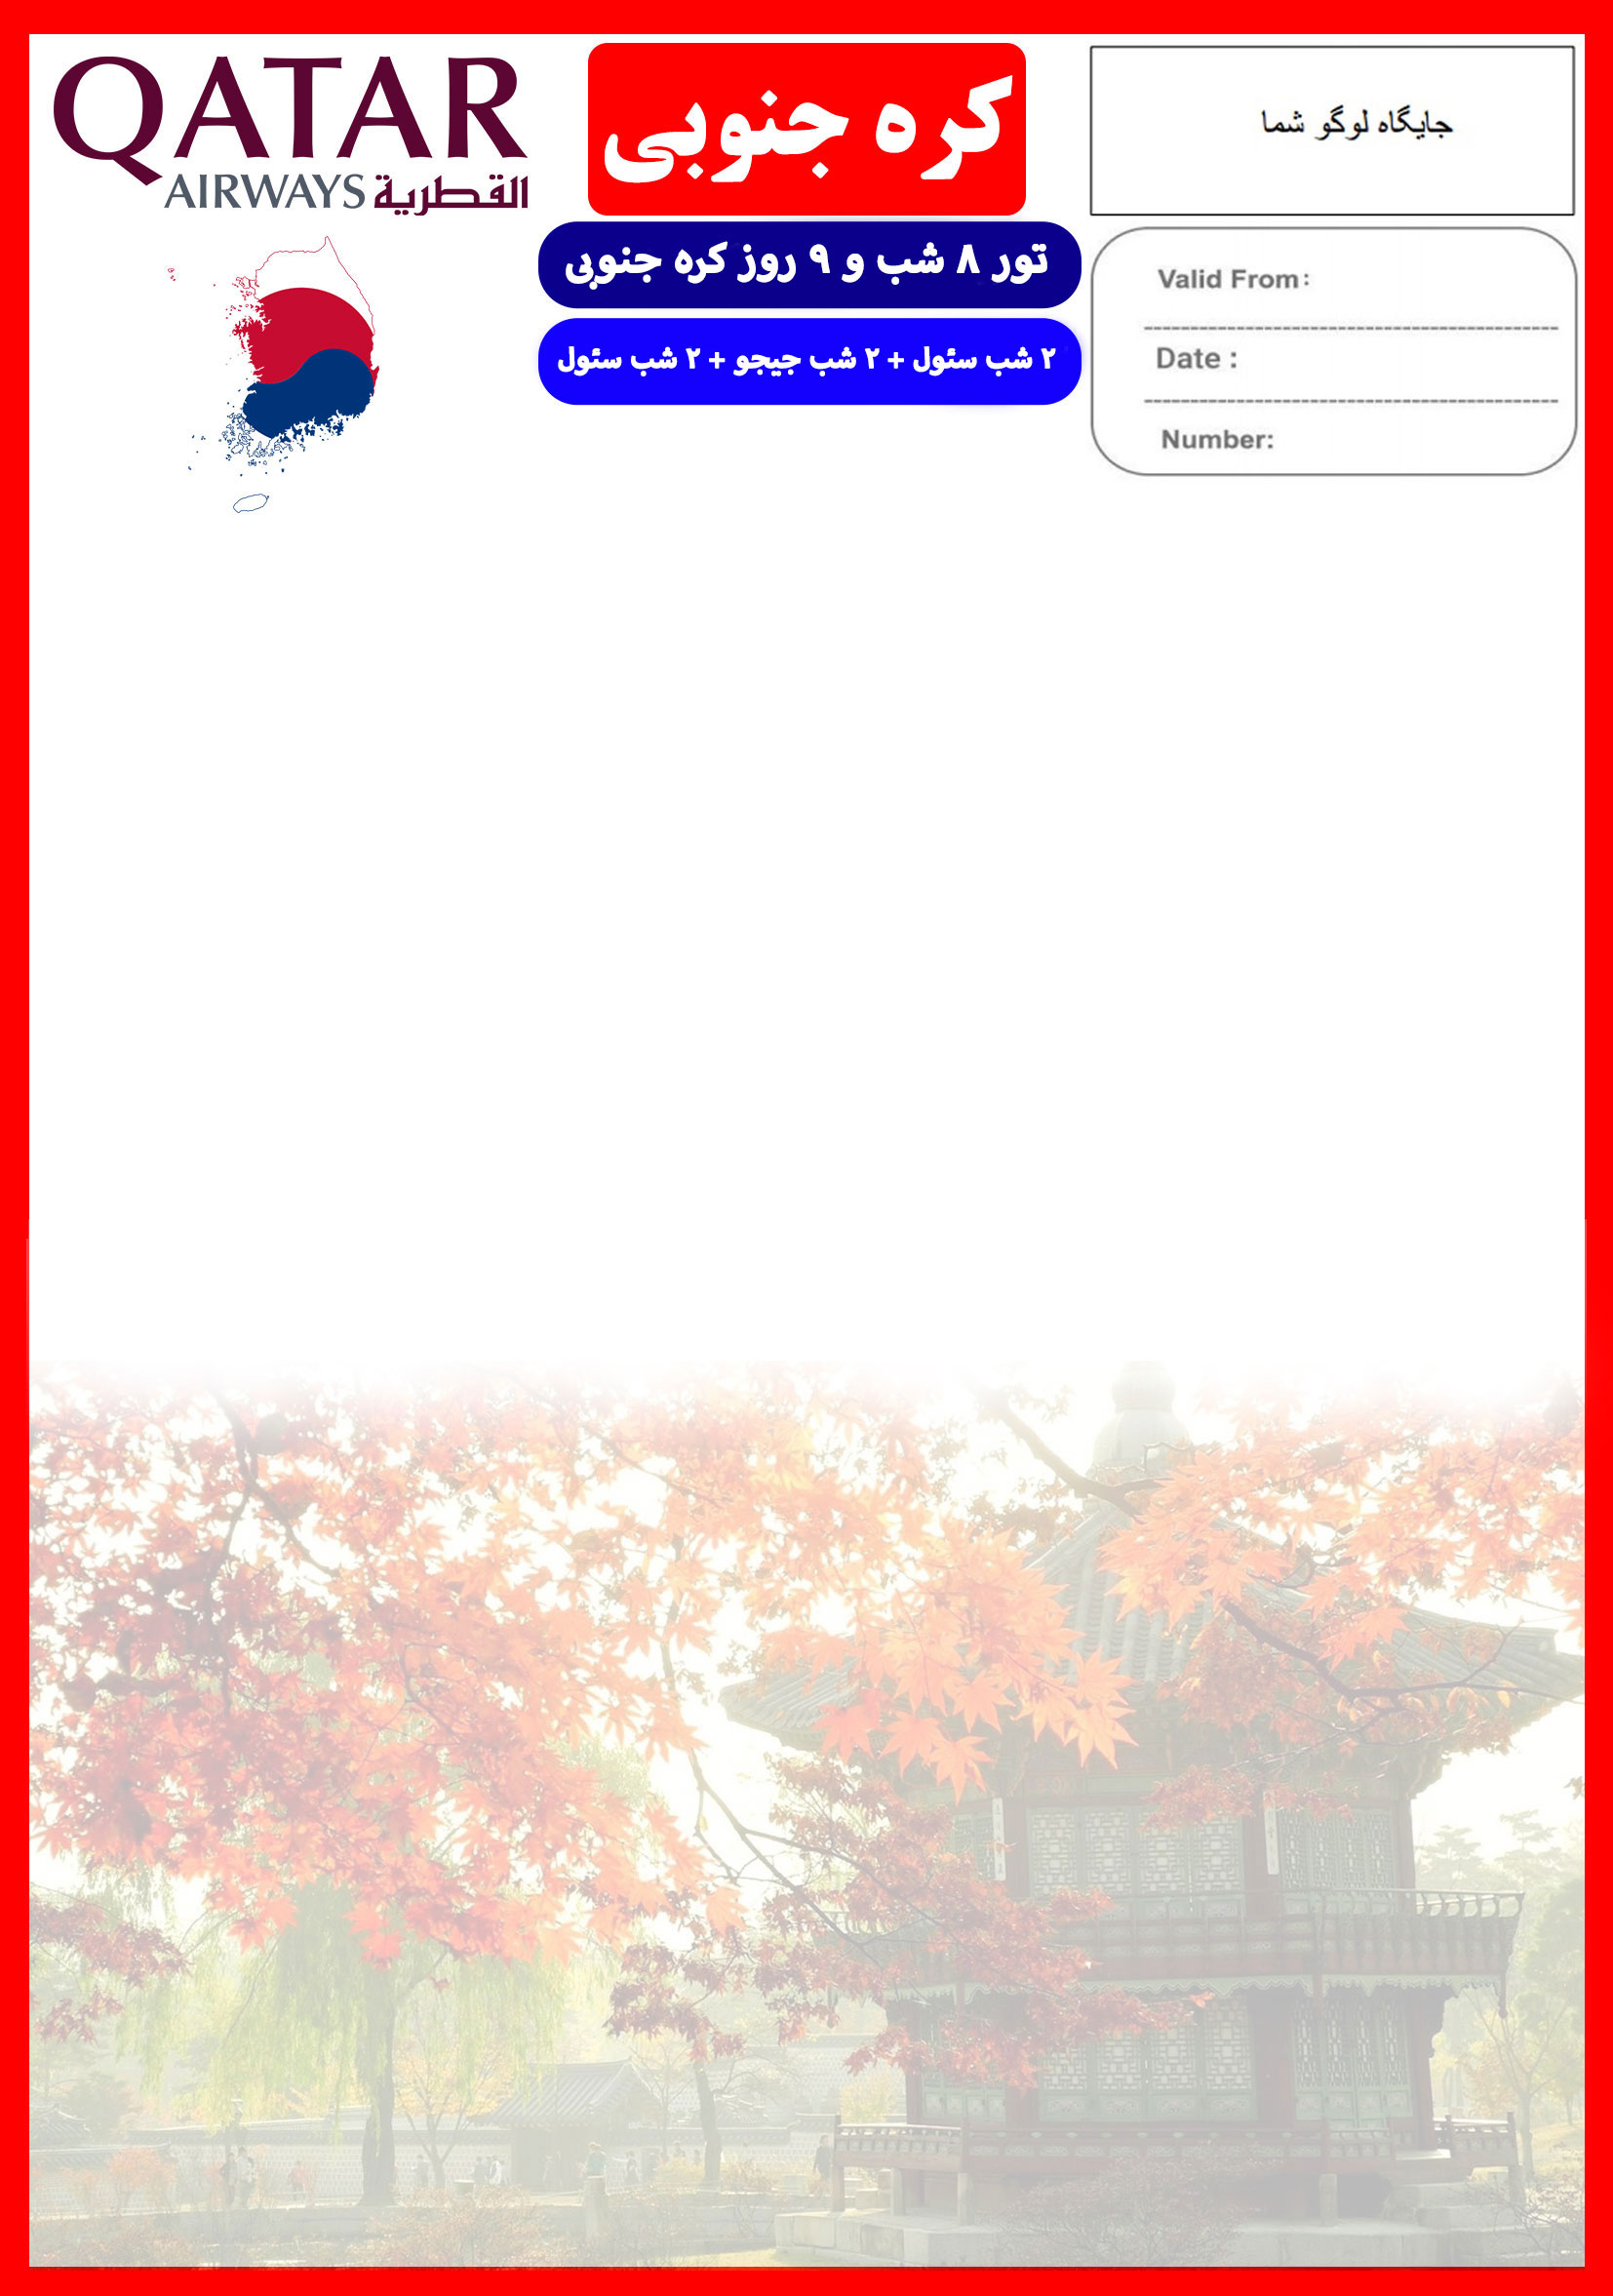 QATAR
AIRWAYS القطرية
کره جنوبی
جایگاه لوگو شما
تور ۸ شب و ۹ روز کره جنوبی
۲ شب سئول + ۲ شب جیجو + ۲ شب سئول
Valid From:
Date :
Number: